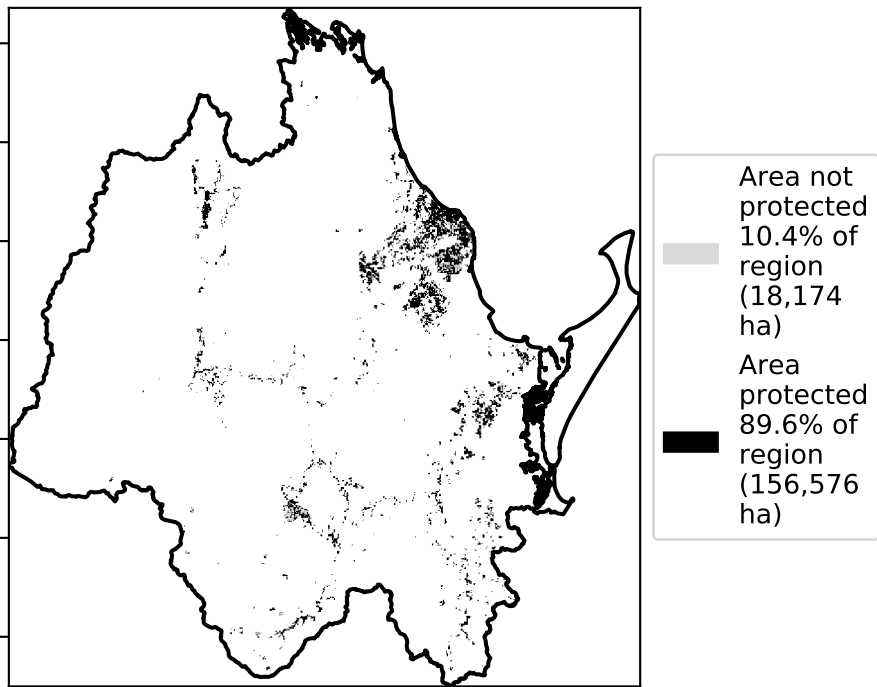 Area not
protected
10.4% of
region
(18,174
ha)
Area
protected
89.6% of
region
(156,576
ha)